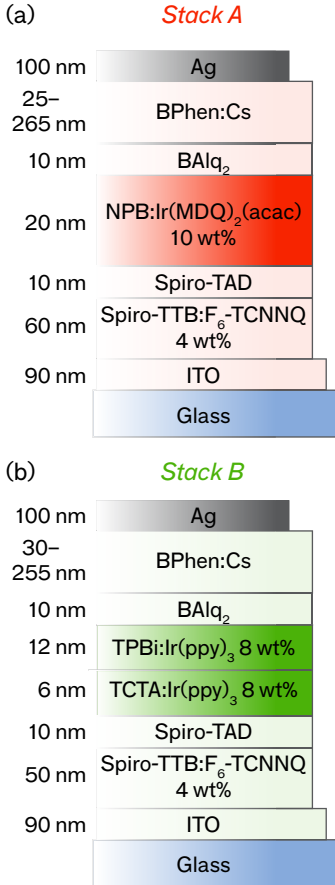 (a) Stack A
100 nm Ag
25–
265 nm BPhen:Cs
10 nm BAlq₂
20 nm NPB:Ir(MDQ)₂(acac)
10 wt%
10 nm Spiro-TAD
60 nm Spiro-TTB:F₆-TCNNQ
4 wt%
90 nm ITO
Glass
(b) Stack B
100 nm Ag
30–
255 nm BPhen:Cs
10 nm BAlq₂
12 nm TPBi:Ir(ppy)₃ 8 wt%
6 nm TCTA:Ir(ppy)₃ 8 wt%
10 nm Spiro-TAD
50 nm Spiro-TTB:F₆-TCNNQ
4 wt%
90 nm ITO
Glass